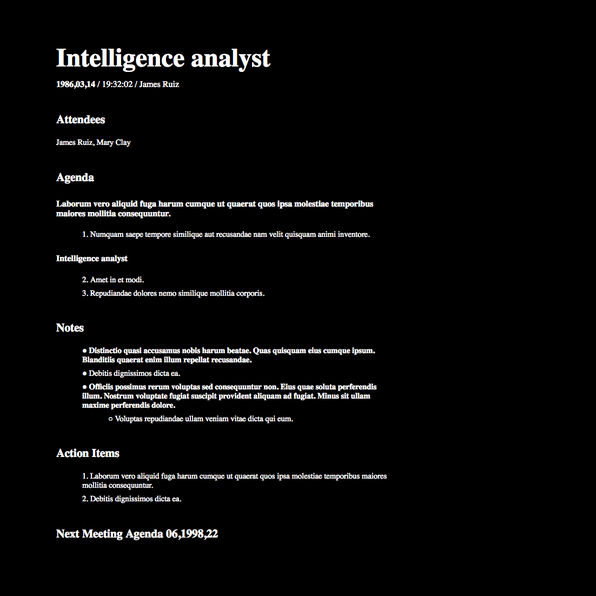 Intelligence analyst
1986,03,14 / 19:32:02 / James Ruiz
Attendees
James Ruiz, Mary Clay
Agenda
Laborum vero aliquid fuga harum cumque ut quaerat quos ipsa molestiae temporibus
maiores mollitia consequuntur.
1. Numquam saepe tempore similique aut recusandae nam velit quisquam animi inventore.
Intelligence analyst
2. Amet in et modi.
3. Repudiandae dolores nemo similique mollitia corporis.
Notes
● Distinctio quasi accusamus nobis harum beatae. Quas quisquam eius cumque ipsum.
Blanditiis quaerat enim illum repellat recusandae.
● Debitis dignissimos dicta ea.
● Officiis possimus rerum voluptas sed consequuntur non. Eius quae soluta perferendis
illum. Nostrum voluptate fugiat suscipit provident aliquam ad fugiat. Minus sit ullam
maxime perferendis dolore.
○ Voluptas repudiandae ullam veniam vitae dicta qui eum.
Action Items
1. Laborum vero aliquid fuga harum cumque ut quaerat quos ipsa molestiae temporibus maiores
mollitia consequuntur.
2. Debitis dignissimos dicta ea.
Next Meeting Agenda 06,1998,22